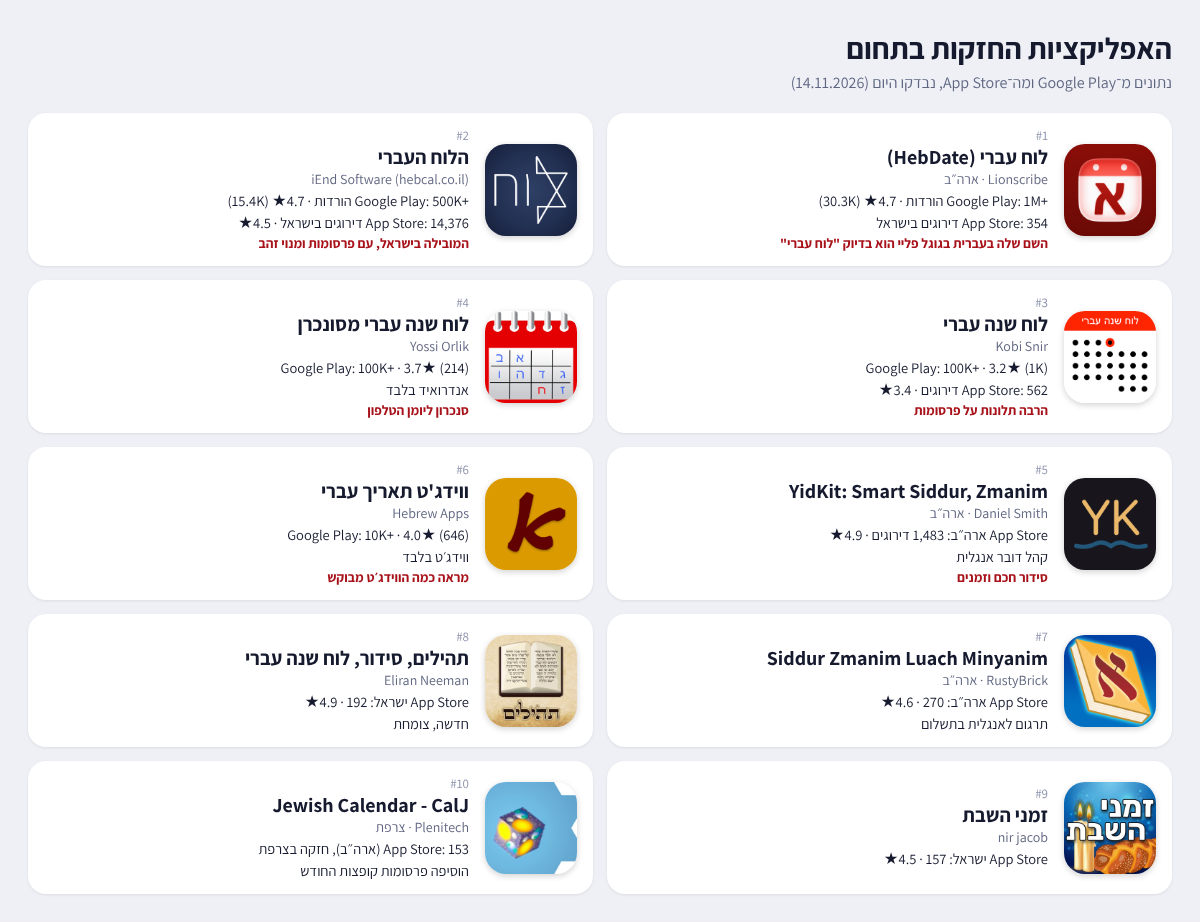 האפליקציות החזקות בתחום
נתונים מ־Google Play ומה־App Store, נבדקו היום (14.11.2026)
#1
לוח עברי (HebDate)
Lionscribe · ארה״ב
Google Play: 1M+ הורדות · 4.7★ (30.3K)
App Store: 354 דירוגים בישראל
השם שלה בעברית בגוגל פליי הוא בדיוק "לוח עברי"
א
#2
הלוח העברי
iEnd Software (hebcal.co.il)
Google Play: 500K+ הורדות · 4.7★ (15.4K)
App Store: 14,376 דירוגים בישראל · 4.5★
המובילה בישראל, עם פרסומות ומנוי זהב
לוח
#3
לוח שנה עברי
Kobi Snir
Google Play: 100K+ · 3.2★ (1K)
App Store: 562 דירוגים · 3.4★
הרבה תלונות על פרסומות
לוח שנה עברי
#4
לוח שנה עברי מסונכרן
Yossi Orlik
Google Play: 100K+ · 3.7★ (214)
אנדרואיד בלבד
סנכרון ליומן הטלפון
א ב
ג ד ה ו
ז ח
#5
YidKit: Smart Siddur, Zmanim
Daniel Smith · ארה״ב
App Store ארה״ב: 1,483 דירוגים · 4.9★
קהל דובר אנגלית
סידור חכם וזמנים
YK
#6
ווידג'ט תאריך עברי
Hebrew Apps
Google Play: 10K+ · 4.0★ (646)
ווידג׳ט בלבד
מראה כמה הווידג׳ט מבוקש
#7
Siddur Zmanim Luach Minyanim
RustyBrick · ארה״ב
App Store ארה״ב: 270 · 4.6★
תרגום לאנגלית בתשלום
א
#8
תהילים, סידור, לוח שנה עברי
Eliran Neeman
App Store ישראל: 192 · 4.9★
חדשה, צומחת
תהילים
#9
זמני השבת
nir jacob
App Store ישראל: 157 · 4.5★
זמני
השבת
#10
Jewish Calendar - CalJ
Plenitech · צרפת
App Store: 153 (ארה״ב), חזקה בצרפת
הוסיפה פרסומות קופצות החודש